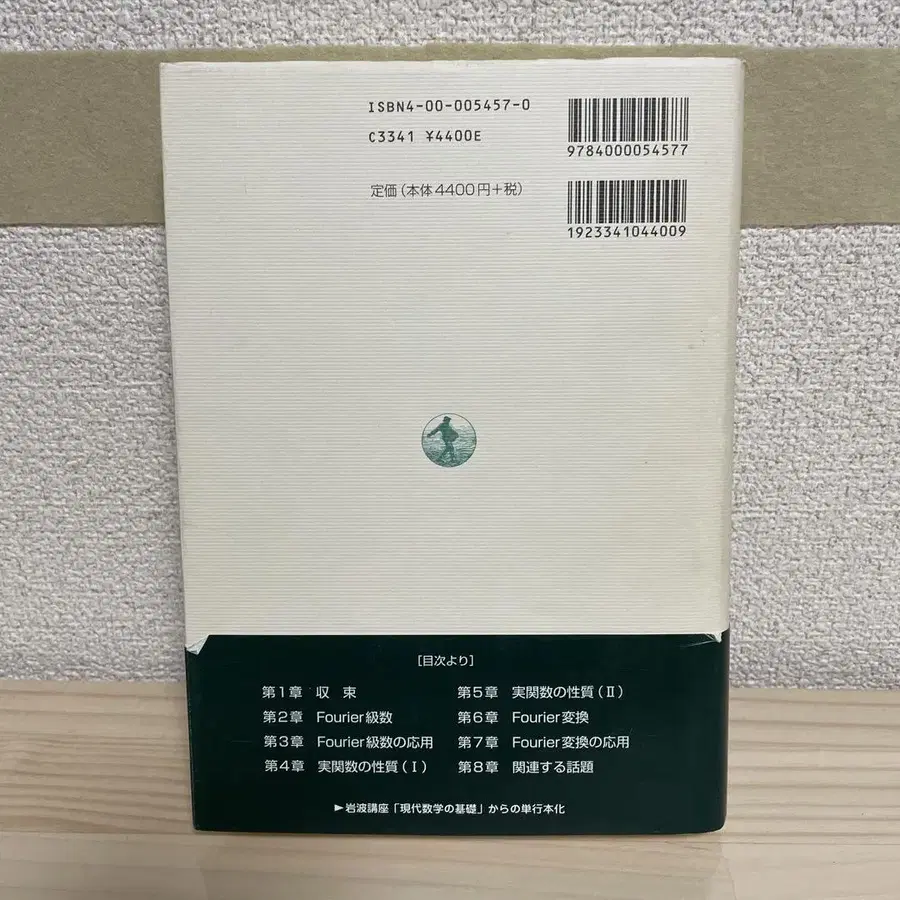 ISBN4-00-005457-0
C3341 ¥4400E
9784000054577
定価(本体4400円+税)
1923341044009
[目次より]
第1章 収 束
第2章 Fourier級数
第3章 Fourier級数の応用
第4章 実関数の性質(Ⅰ)
第5章 実関数の性質(Ⅱ)
第6章 Fourier変換
第7章 Fourier変換の応用
第8章 関連する話題
▶岩波講座「現代数学の基礎」からの単行本化